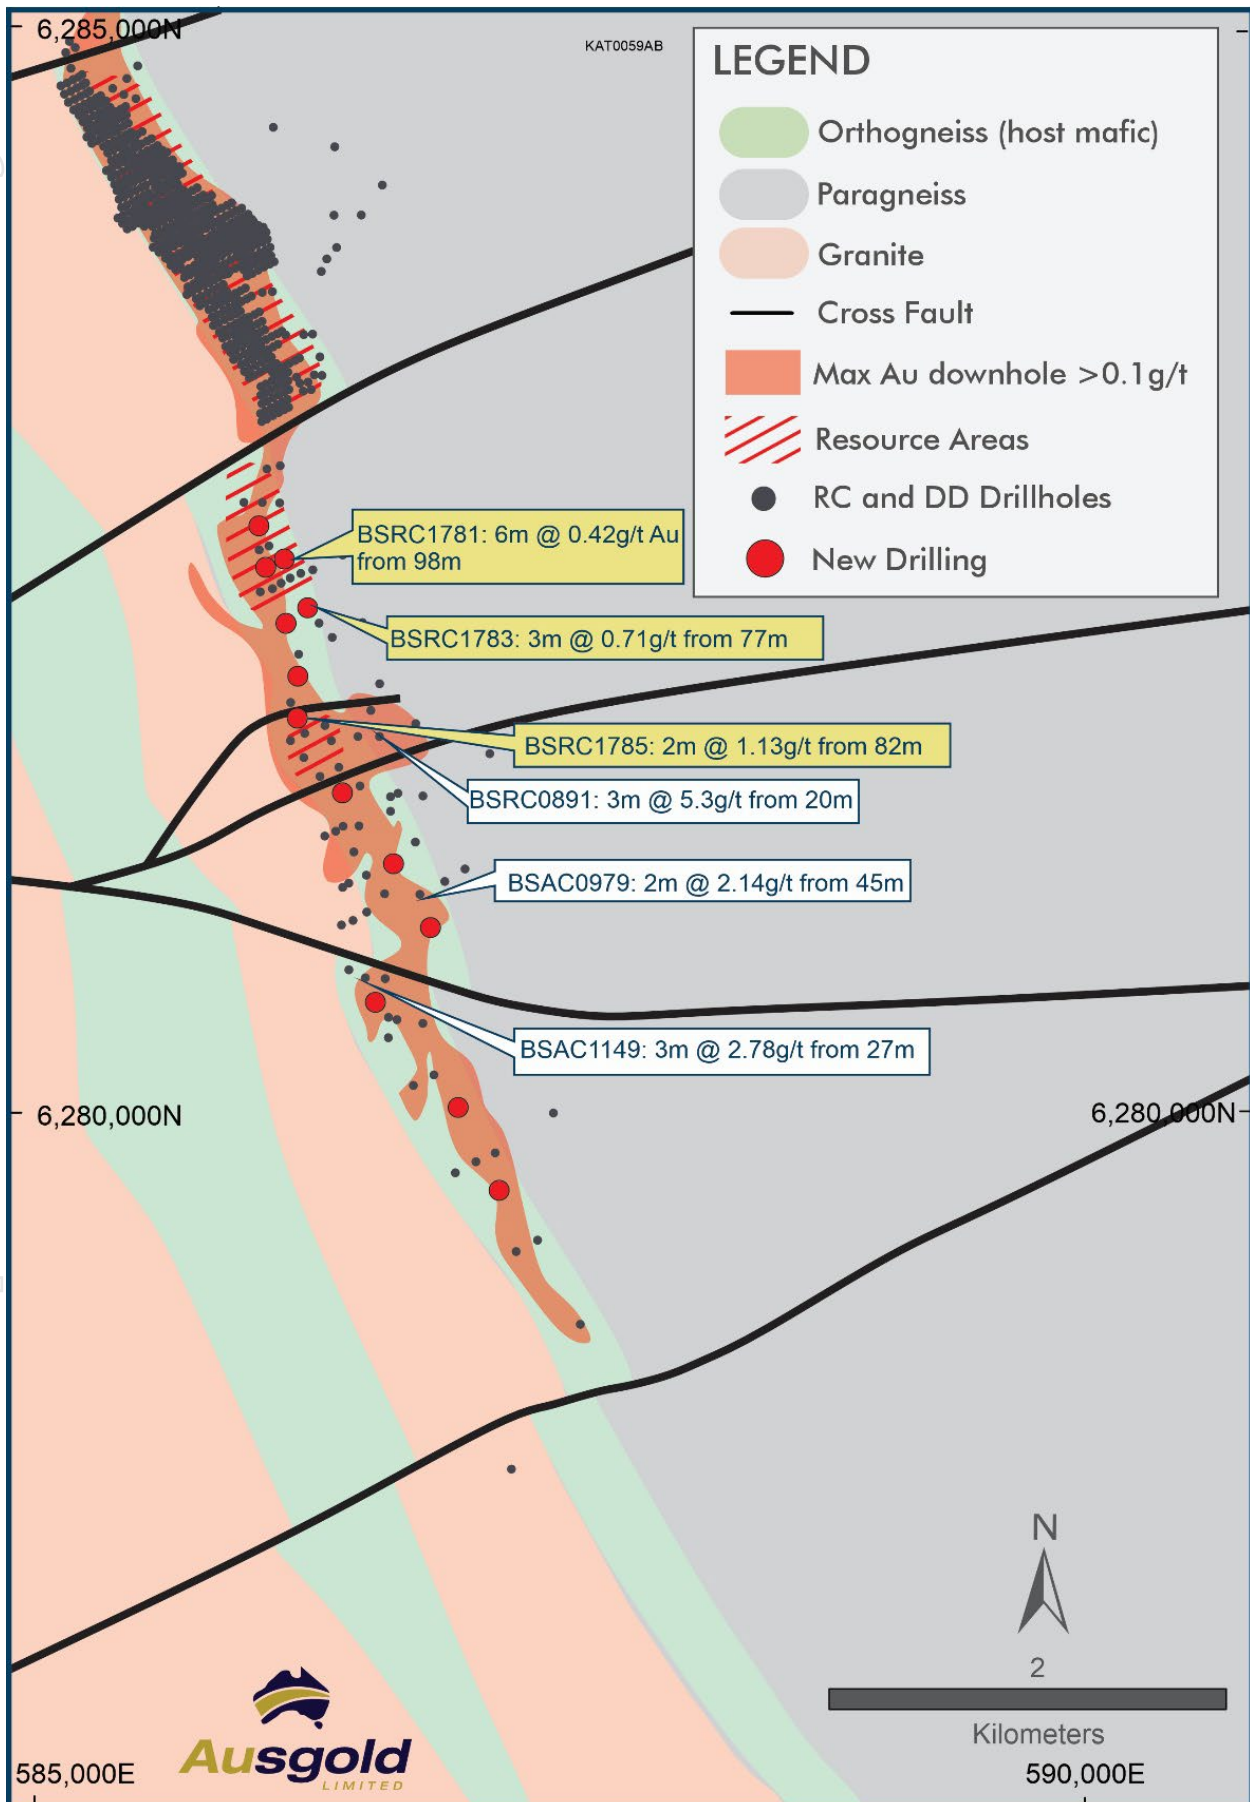 6,285,000N
KAT0059AB
LEGEND
Orthogneiss (host mafic)
Paragneiss
Granite
Cross Fault
Max Au downhole >0.1g/t
Resource Areas
RC and DD Drillholes
New Drilling
BSRC1781: 6m @ 0.42g/t Au
from 98m
BSRC1783: 3m @ 0.71g/t from 77m
BSRC1785: 2m @ 1.13g/t from 82m
BSRC0891: 3m @ 5.3g/t from 20m
BSAC0979: 2m @ 2.14g/t from 45m
BSAC1149: 3m @ 2.78g/t from 27m
6,280,000N
6,280,000N
N
2
Kilometers
Ausgold
LIMITED
585,000E
590,000E